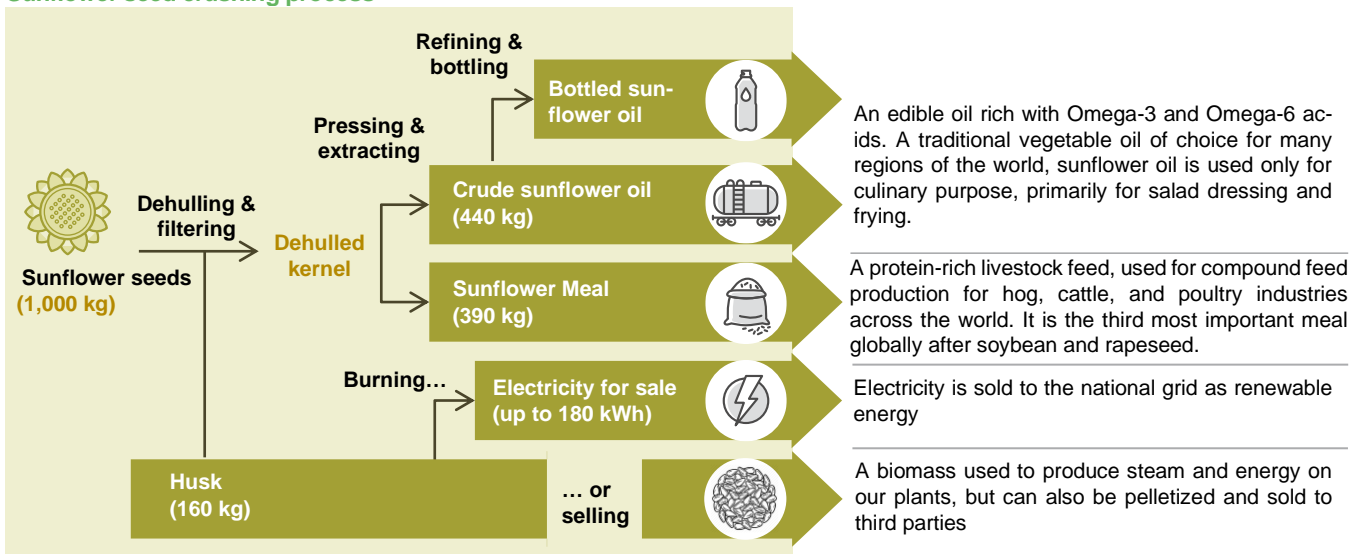 Refining &
bottling
Bottled sun-
flower oil
Pressing &
extracting
Crude sunflower oil
(440 kg)
Dehulling &
filtering
Dehulled
kernel
Sunflower seeds
(1,000 kg)
Sunflower Meal
(390 kg)
Burning…
Electricity for sale
(up to 180 kWh)
Husk
(160 kg)
… or
selling
An edible oil rich with Omega-3 and Omega-6 ac-
ids. A traditional vegetable oil of choice for many
regions of the world, sunflower oil is used only for
culinary purpose, primarily for salad dressing and
frying.
A protein-rich livestock feed, used for compound feed
production for hog, cattle, and poultry industries
across the world. It is the third most important meal
globally after soybean and rapeseed.
Electricity is sold to the national grid as renewable
energy
A biomass used to produce steam and energy on
our plants, but can also be pelletized and sold to
third parties